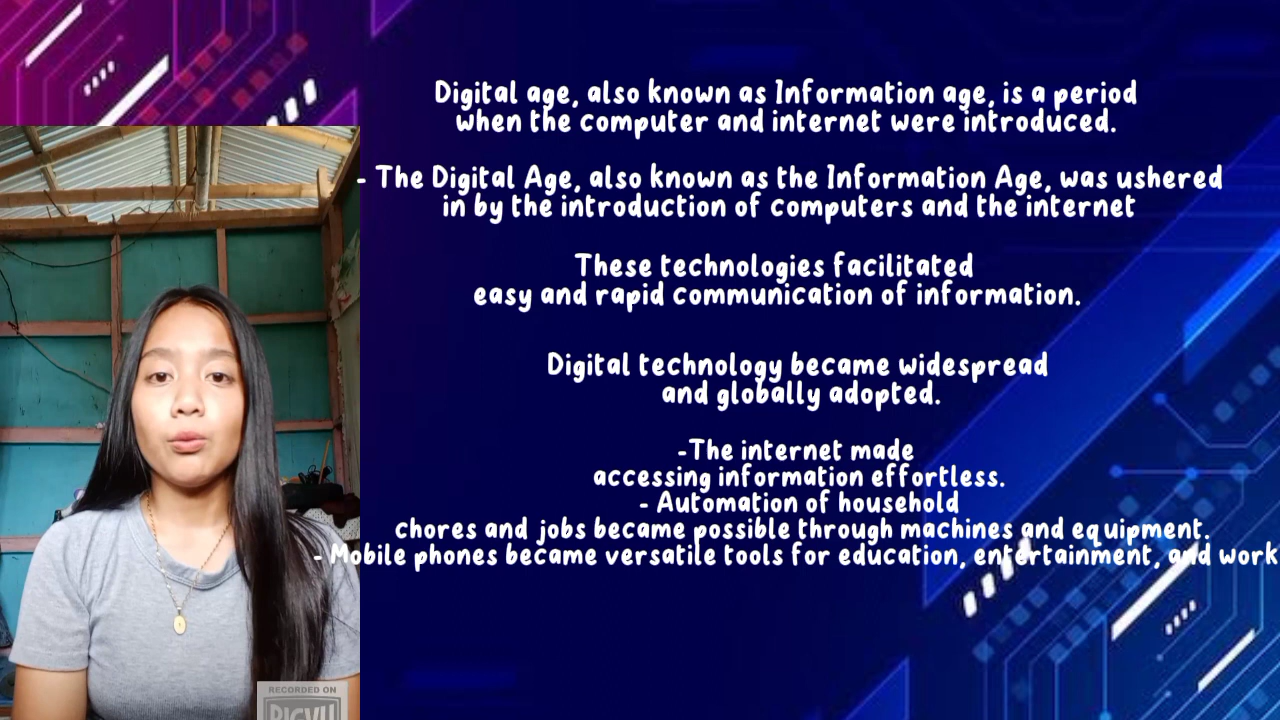 Digital age, also known as Information age, is a period
when the computer and internet were introduced.
- The Digital Age, also known as the Information Age, was ushered
in by the introduction of computers and the internet
These technologies facilitated
easy and rapid communication of information.
Digital technology became widespread
and globally adopted.
-The internet made
accessing information effortless.
- Automation of household
chores and jobs became possible through machines and equipment.
- Mobile phones became versatile tools for education, entertainment, and work
RECORDED ON
BIGVU